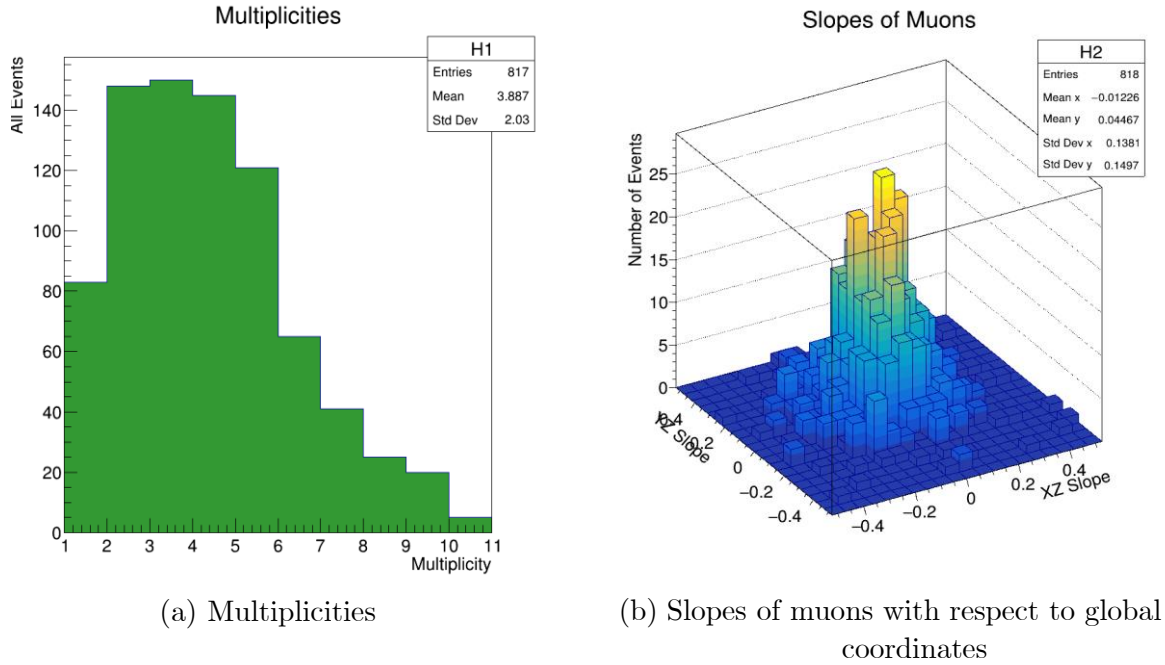 Multiplicities
All Events
H1
Entries 817
Mean 3.887
Std Dev 2.03
140
120
100
80
60
40
20
0
1 2 3 4 5 6 7 8 9 10 11
Multiplicity
(a) Multiplicities
Slopes of Muons
Number of Events
H2
Entries 818
Mean x −0.01226
Mean y 0.04467
Std Dev x 0.1381
Std Dev y 0.1497
25
20
15
10
5
0
0.4
0.2
0
−0.2
−0.4
YZ Slope
−0.4
−0.2
0
0.2
0.4
XZ Slope
(b) Slopes of muons with respect to global
coordinates